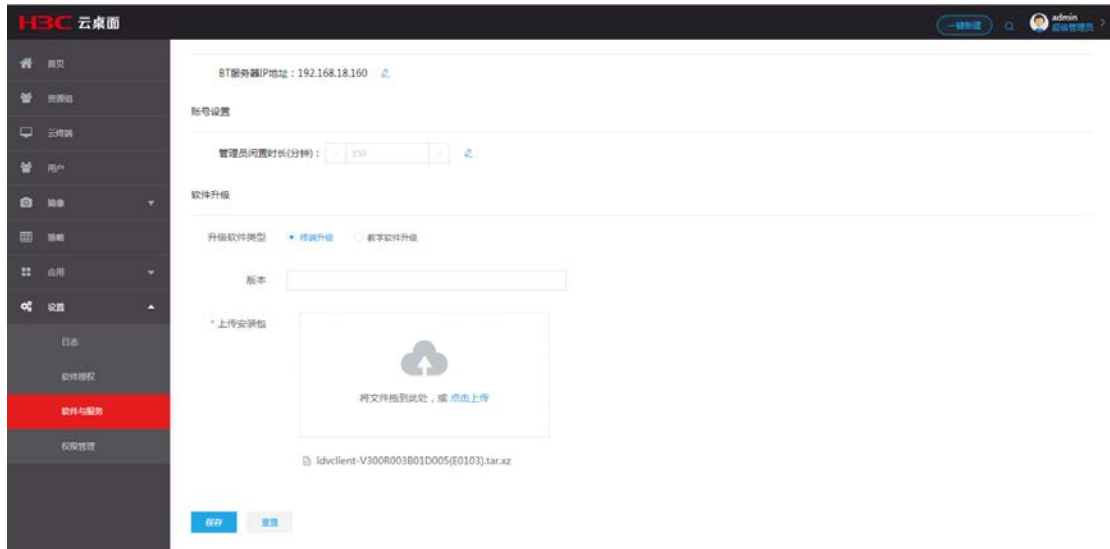 H3C 云桌面
一键新建
admin
超级管理员
首页
资源组
云终端
用户
镜像
策略
应用
设置
日志
软件授权
软件与服务
权限管理
BT服务器IP地址：192.168.18.160
账号设置
管理员闲置时长(分钟)： - 150 +
软件升级
升级软件类型 终端升级 教学软件升级
版本
* 上传安装包
将文件拖到此处，或 点击上传
ldvclient-V300R003B01D005(E0103).tar.xz
保存 重置